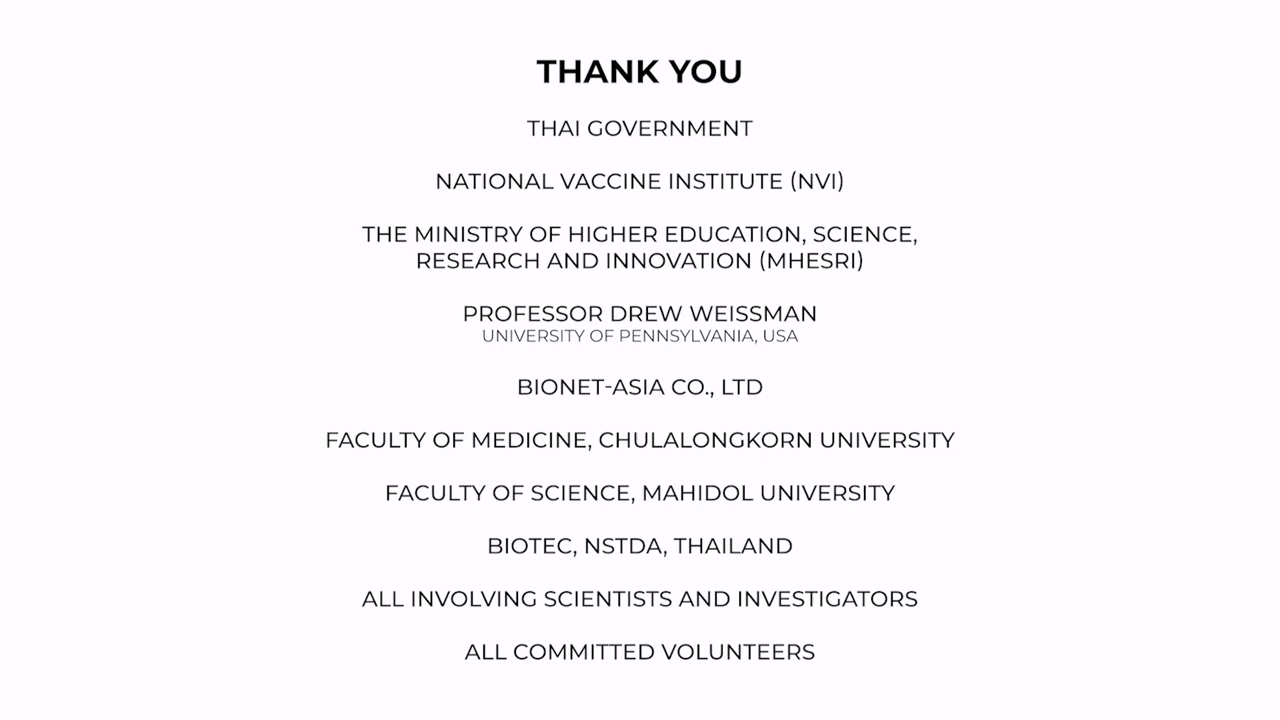 THANK YOU
THAI GOVERNMENT
NATIONAL VACCINE INSTITUTE (NVI)
THE MINISTRY OF HIGHER EDUCATION, SCIENCE,
RESEARCH AND INNOVATION (MHESRI)
PROFESSOR DREW WEISSMAN
UNIVERSITY OF PENNSYLVANIA, USA
BIONET-ASIA CO., LTD
FACULTY OF MEDICINE, CHULALONGKORN UNIVERSITY
FACULTY OF SCIENCE, MAHIDOL UNIVERSITY
BIOTEC, NSTDA, THAILAND
ALL INVOLVING SCIENTISTS AND INVESTIGATORS
ALL COMMITTED VOLUNTEERS